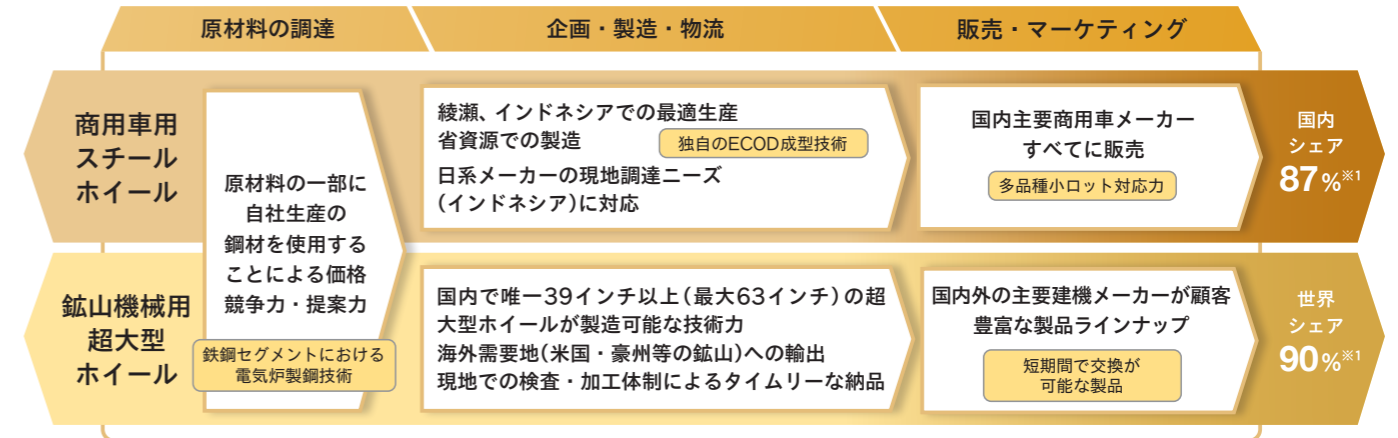 原材料の調達
企画・製造・物流
販売・マーケティング
商用車用
スチール
ホイール
原材料の一部に
自社生産の
鋼材を使用する
ことによる価格
競争力・提案力
鉄鋼セグメントにおける
電気炉製鋼技術
綾瀬、インドネシアでの最適生産
省資源での製造
独自のECOD成型技術
日系メーカーの現地調達ニーズ
(インドネシア)に対応
国内主要商用車メーカー
すべてに販売
多品種小ロット対応力
国内
シェア
87%※1
鉱山機械用
超大型
ホイール
国内で唯一39インチ以上(最大63インチ)の超
大型ホイールが製造可能な技術力
海外需要地(米国・豪州等の鉱山)への輸出
現地での検査・加工体制によるタイムリーな納品
国内外の主要建機メーカーが顧客
豊富な製品ラインナップ
短期間で交換が
可能な製品
世界
シェア
90%※1